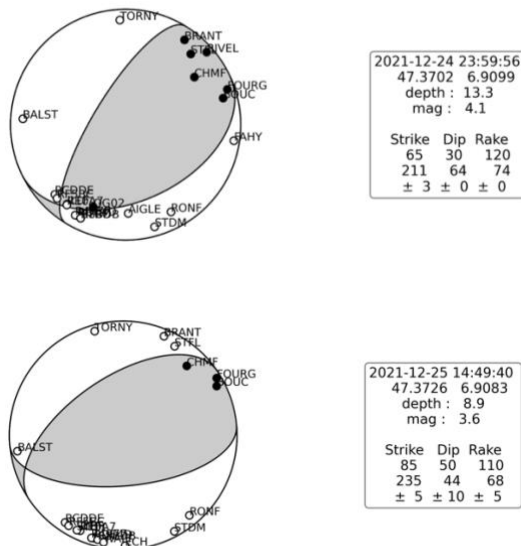 TORNY
BRANT
RIVEL
CHMF
FOURG
BALST
FAHY
AIGLE
RONF
STDM
2021-12-24 23:59:56
47.3702 6.9099
depth : 13.3
mag : 4.1
Strike Dip Rake
65 30 120
211 64 74
± 3 ± 0 ± 0
TORNY
BRANT
STFL
CHMF
FOURG
BALST
RONF
STDM
2021-12-25 14:49:40
47.3726 6.9083
depth : 8.9
mag : 3.6
Strike Dip Rake
85 50 110
235 44 68
± 5 ± 10 ± 5